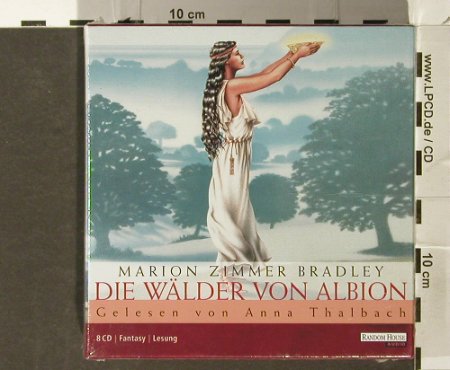 10 cm
www.LPCD.de / CD
10 cm
MARION ZIMMER BRADLEY
DIE WÄLDER VON ALBION
Gelesen von Anna Thalbach
8 CD | Fantasy | Lesung
RANDOM HOUSE